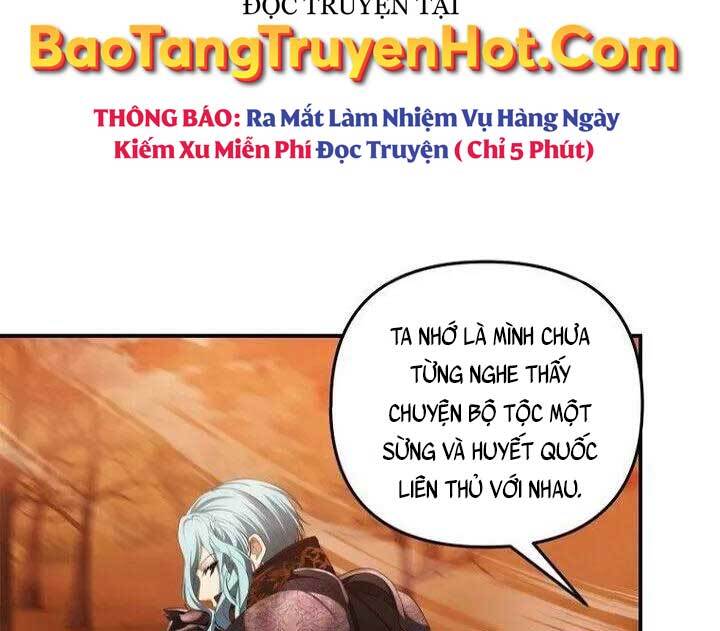 ĐỌC TRUYỆN TẠI
BaoTangTruyenHot.Com
THÔNG BÁO: Ra Mắt Làm Nhiệm Vụ Hàng Ngày
Kiếm Xu Miễn Phí Đọc Truyện ( Chỉ 5 Phút)
TA NHỚ LÀ MÌNH CHƯA
TỪNG NGHE THẤY
CHUYỆN BỘ TỘC MỘT
SỪNG VÀ HUYẾT QUỐC
LIÊN THỦ VỚI NHAU.